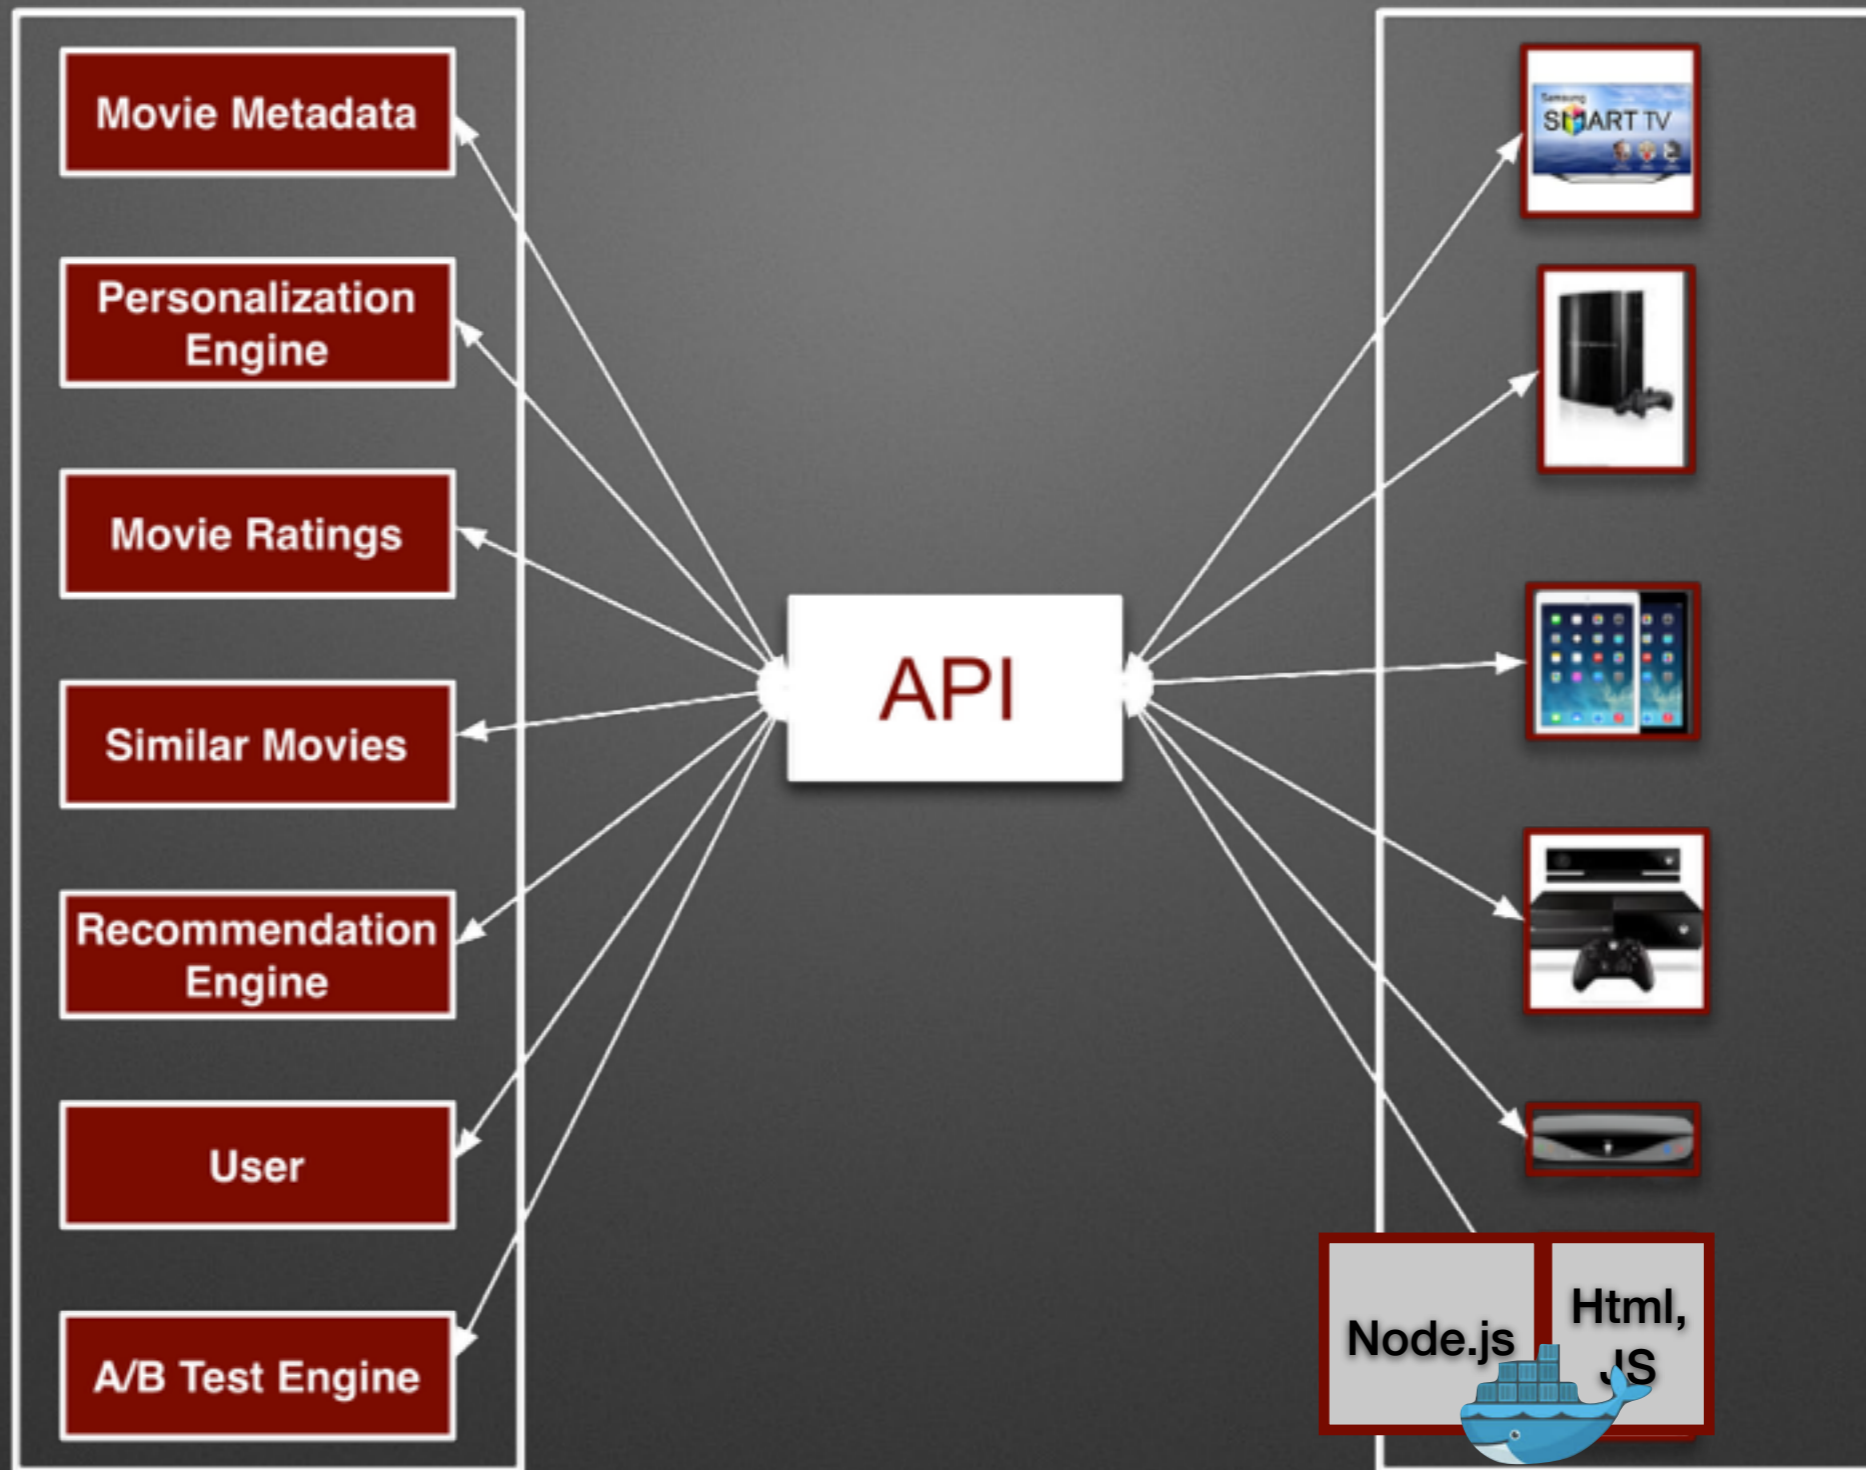 Movie Metadata
Personalization
Engine
Movie Ratings
Similar Movies
Recommendation
Engine
User
A/B Test Engine
API
Samsung
SMART TV
Node.js
Html,
JS